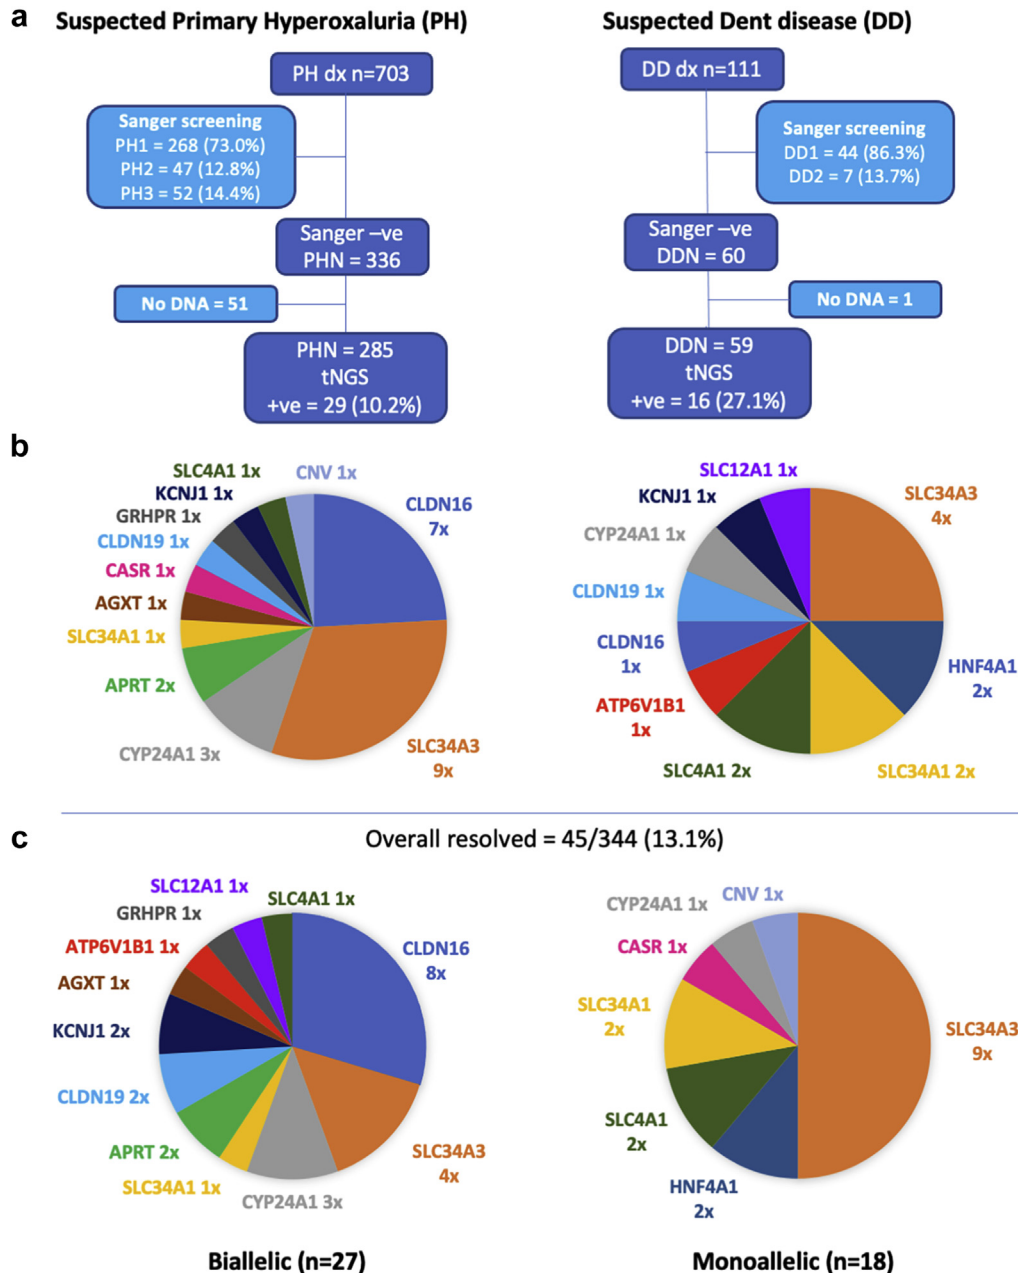 a
Suspected Primary Hyperoxaluria (PH)
PH dx n=703
Sanger screening
PH1 = 268 (73.0%)
PH2 = 47 (12.8%)
PH3 = 52 (14.4%)
Sanger –ve
PHN = 336
No DNA = 51
PHN = 285
tNGS
+ve = 29 (10.2%)
Suspected Dent disease (DD)
DD dx n=111
Sanger screening
DD1 = 44 (86.3%)
DD2 = 7 (13.7%)
Sanger –ve
DDN = 60
No DNA = 1
DDN = 59
tNGS
+ve = 16 (27.1%)
b
SLC4A1 1x
CNV 1x
KCNJ1 1x
GRHPR 1x
CLDN19 1x
CASR 1x
AGXT 1x
SLC34A1 1x
APRT 2x
CYP24A1 3x
CLDN16
7x
SLC34A3
9x
SLC12A1 1x
KCNJ1 1x
CYP24A1 1x
CLDN19 1x
CLDN16
1x
ATP6V1B1
1x
SLC4A1 2x
SLC34A1 2x
HNF4A1
2x
SLC34A3
4x
c
Overall resolved = 45/344 (13.1%)
SLC12A1 1x
SLC4A1 1x
GRHPR 1x
ATP6V1B1 1x
AGXT 1x
KCNJ1 2x
CLDN19 2x
APRT 2x
SLC34A1 1x
CYP24A1 3x
CLDN16
8x
SLC34A3
4x
Biallelic (n=27)
CYP24A1 1x
CNV 1x
CASR 1x
SLC34A1
2x
SLC4A1
2x
HNF4A1
2x
SLC34A3
9x
Monoallelic (n=18)